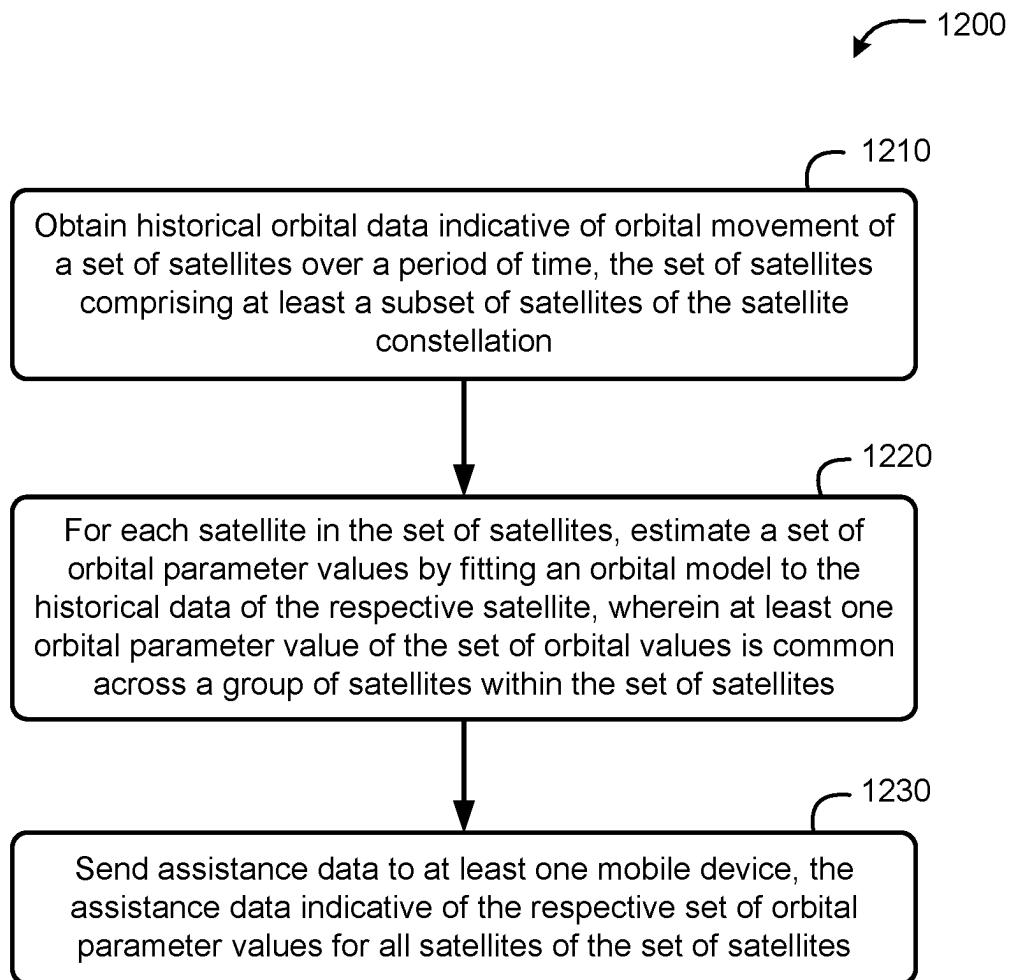 1200
1210
Obtain historical orbital data indicative of orbital movement of
a set of satellites over a period of time, the set of satellites
comprising at least a subset of satellites of the satellite
constellation
1220
For each satellite in the set of satellites, estimate a set of
orbital parameter values by fitting an orbital model to the
historical data of the respective satellite, wherein at least one
orbital parameter value of the set of orbital values is common
across a group of satellites within the set of satellites
1230
Send assistance data to at least one mobile device, the
assistance data indicative of the respective set of orbital
parameter values for all satellites of the set of satellites